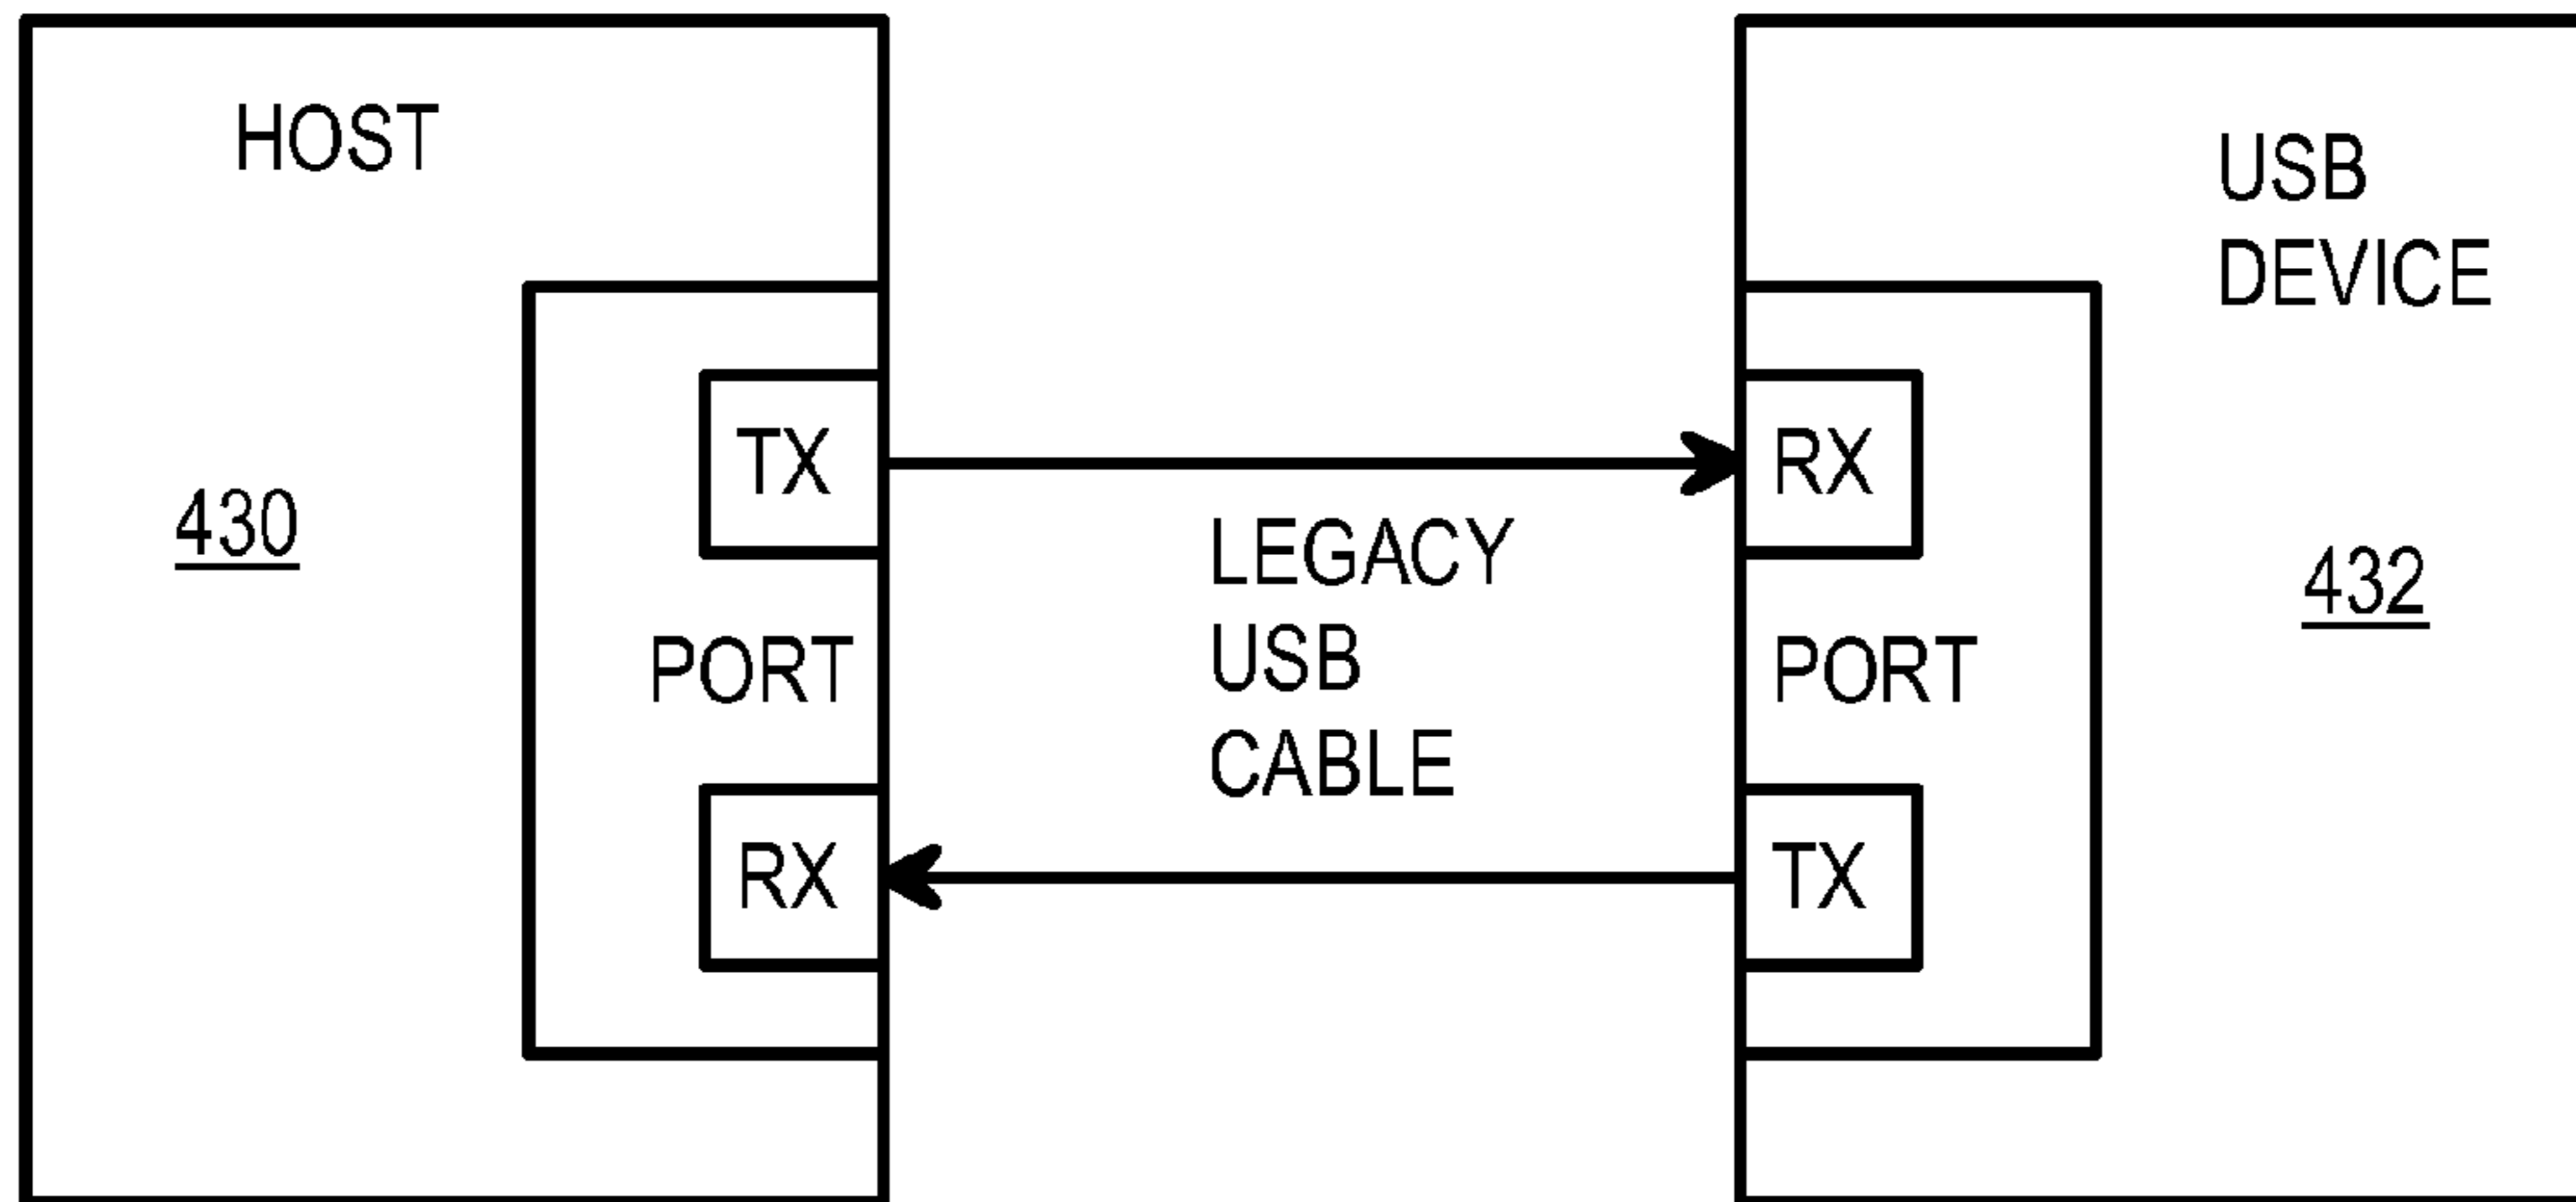 HOST
430
TX
PORT
RX
LEGACY
USB
CABLE
USB
DEVICE
RX
PORT
TX
432